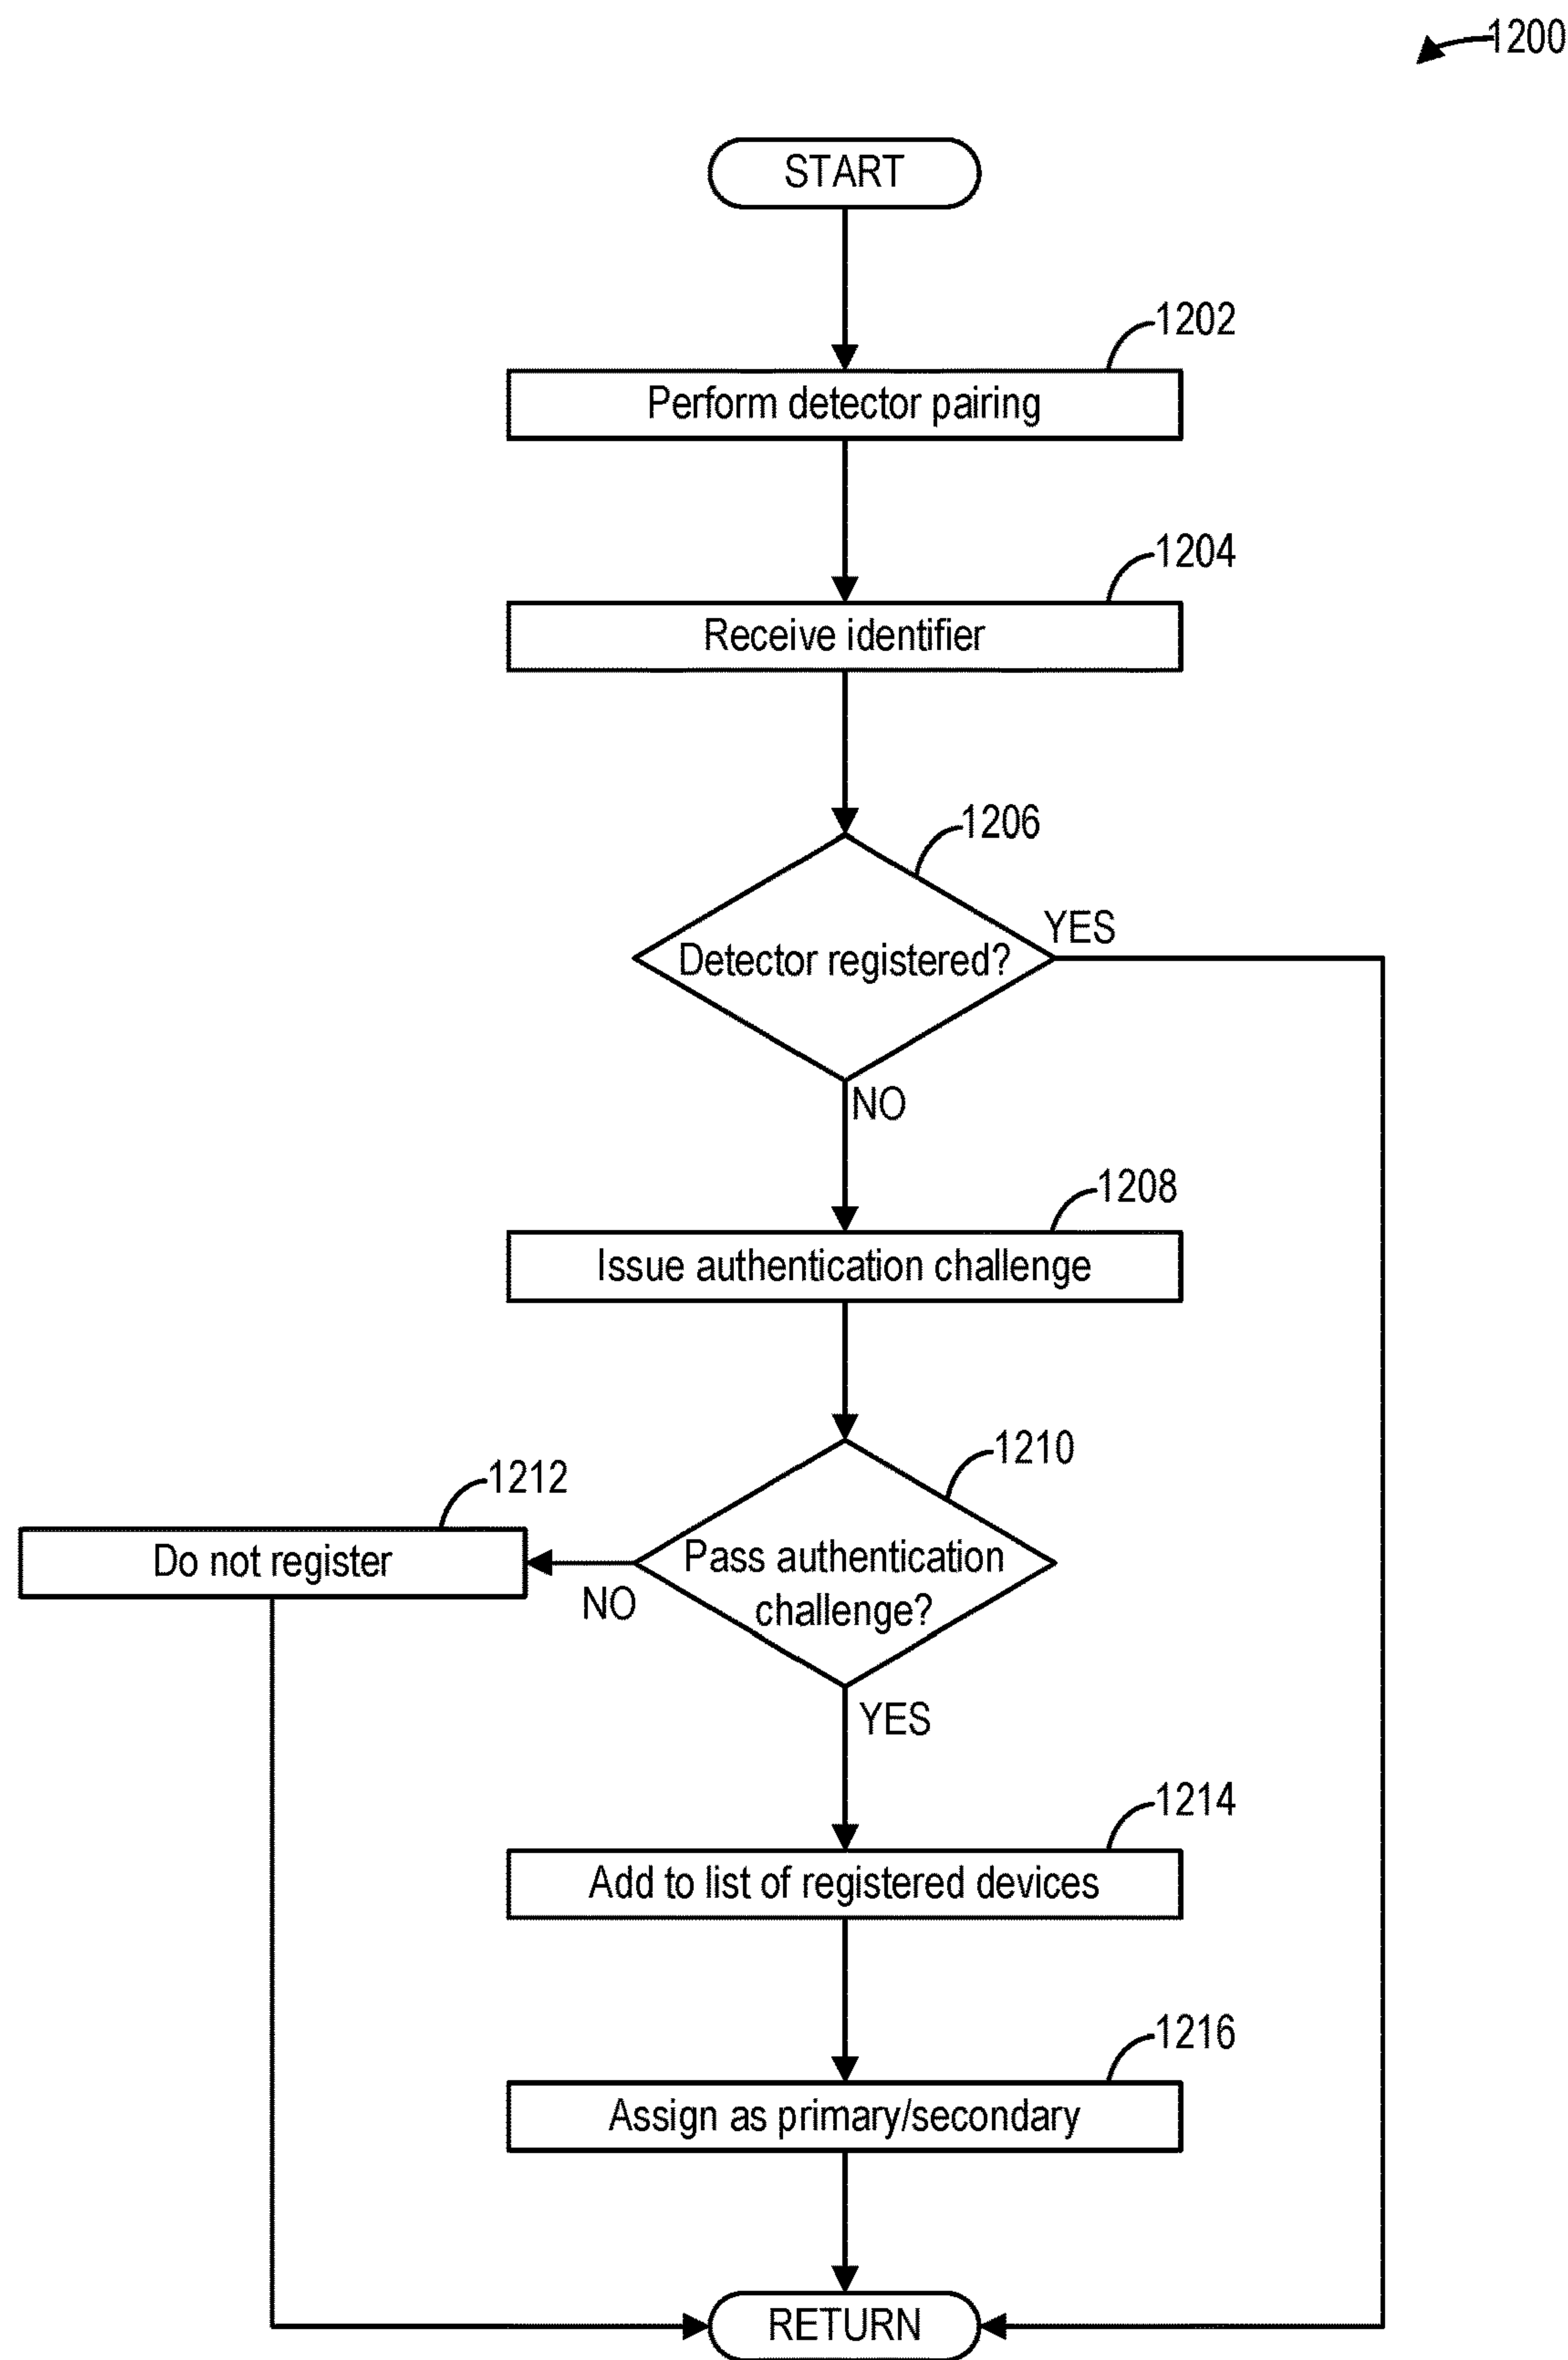 1200
START
1202
Perform detector pairing
1204
Receive identifier
1206
Detector registered?
YES
NO
1208
Issue authentication challenge
1210
Pass authentication
challenge?
NO
1212
Do not register
YES
1214
Add to list of registered devices
1216
Assign as primary/secondary
RETURN